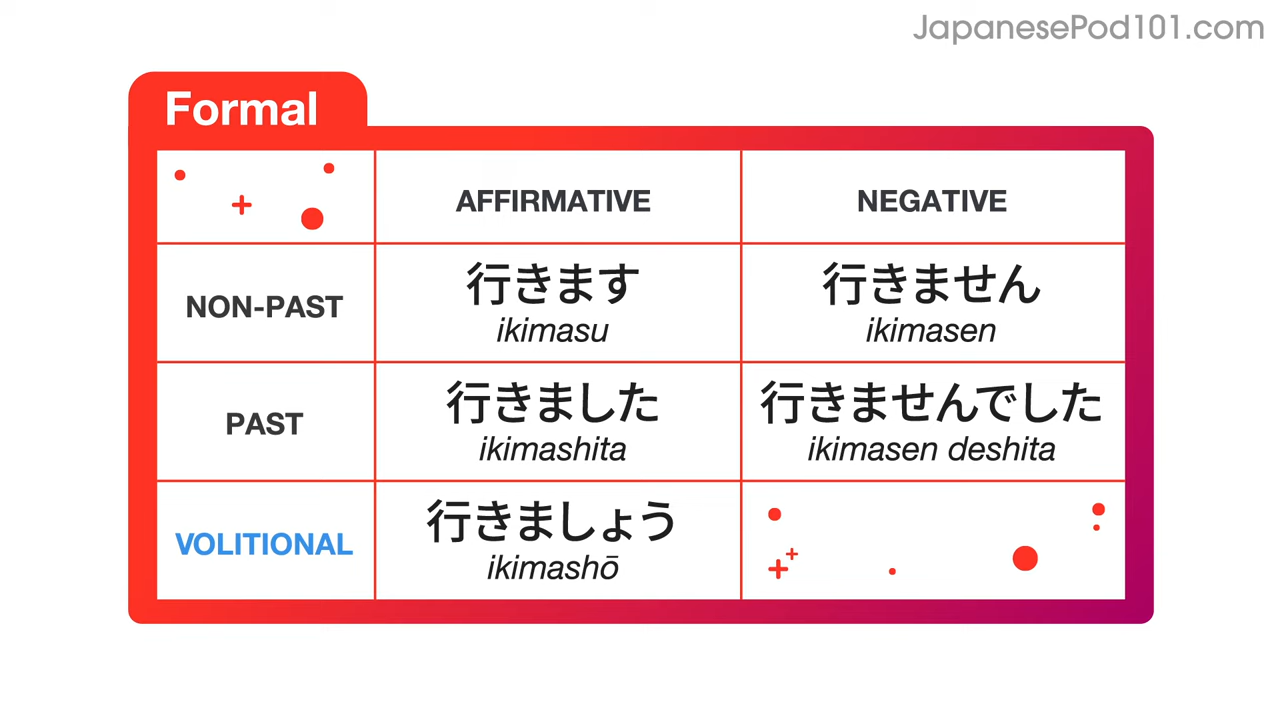 JapanesePod101.com
Formal
AFFIRMATIVE
NEGATIVE
NON-PAST
行きます
ikimasu
行きません
ikimasen
PAST
行きました
ikimashita
行きませんでした
ikimasen deshita
VOLITIONAL
行きましょう
ikimashō